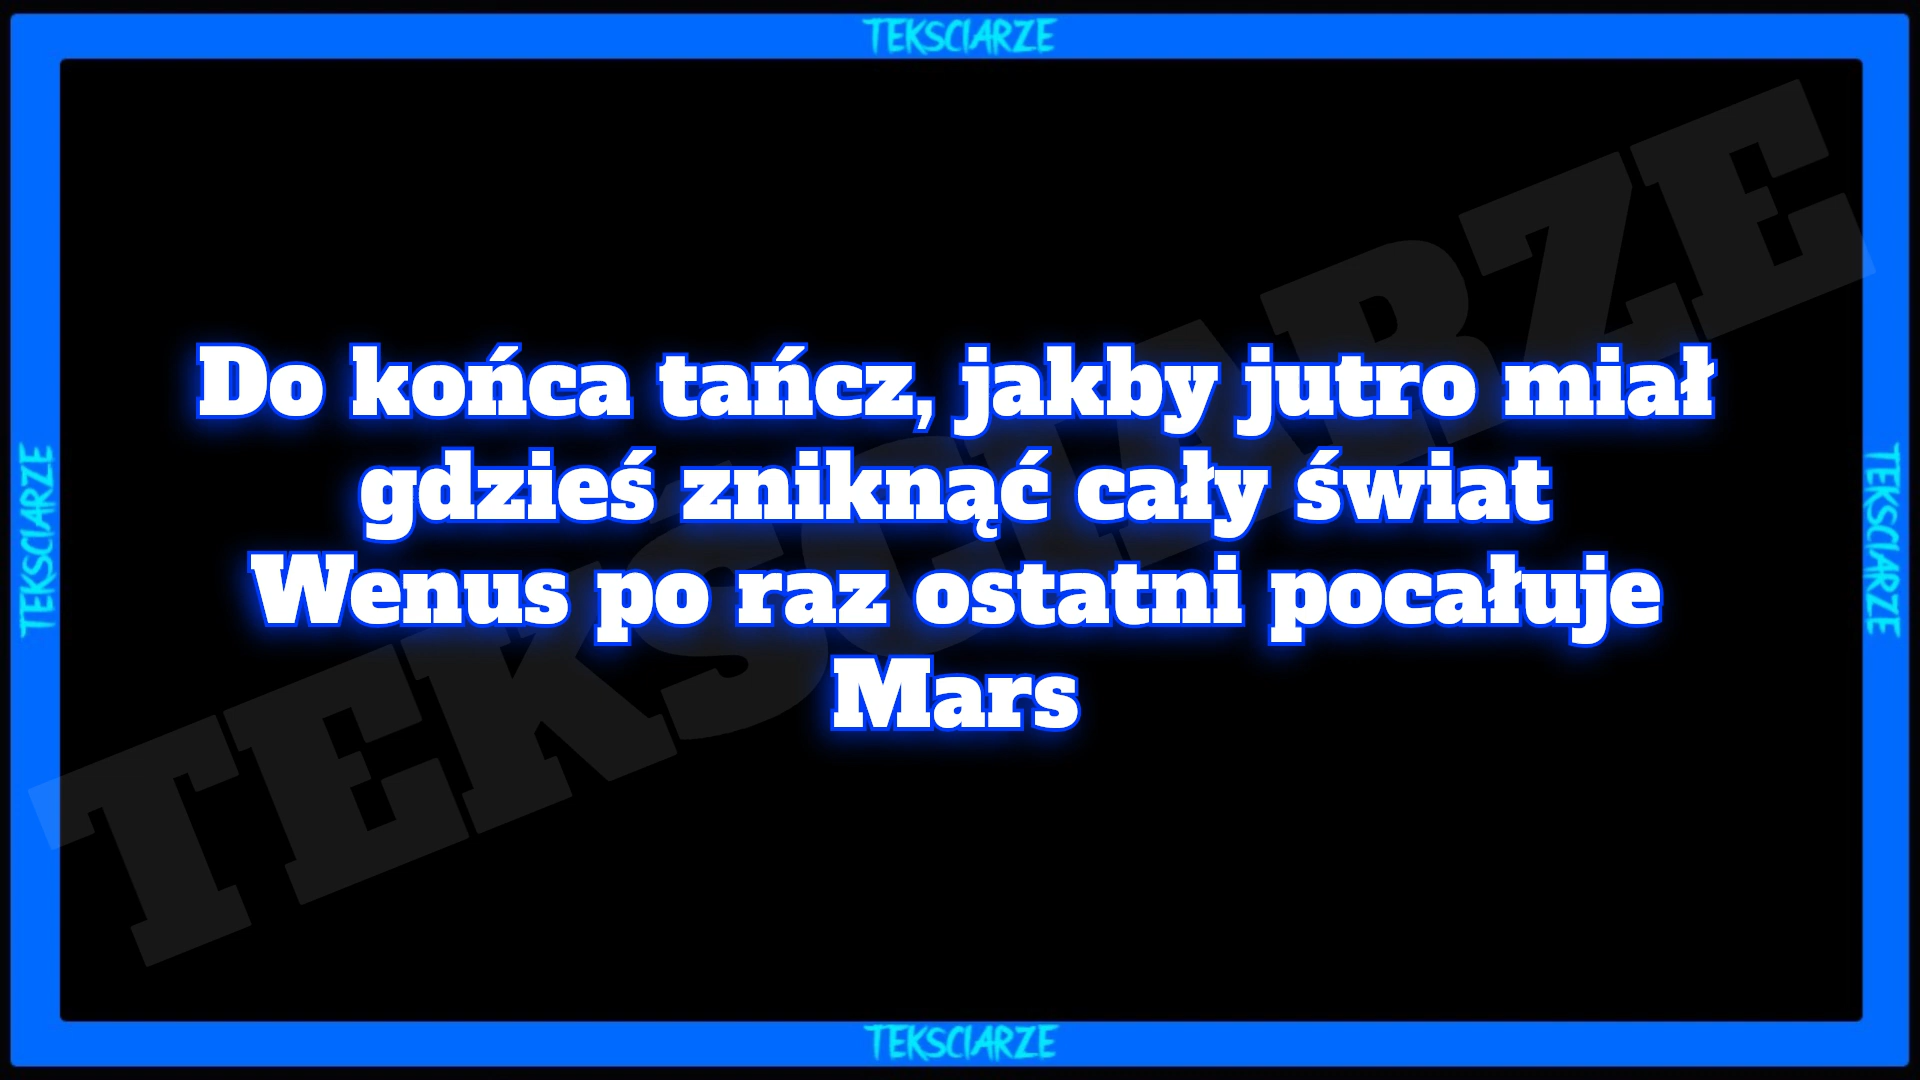 TEKSCIARZE
Do końca tańcz, jakby jutro miał
gdzieś zniknąć cały świat
Wenus po raz ostatni pocałuje
Mars
TEKŚCIARZE
TEKSCIARZE
TEKSCIARZE
TEKSCIARZE